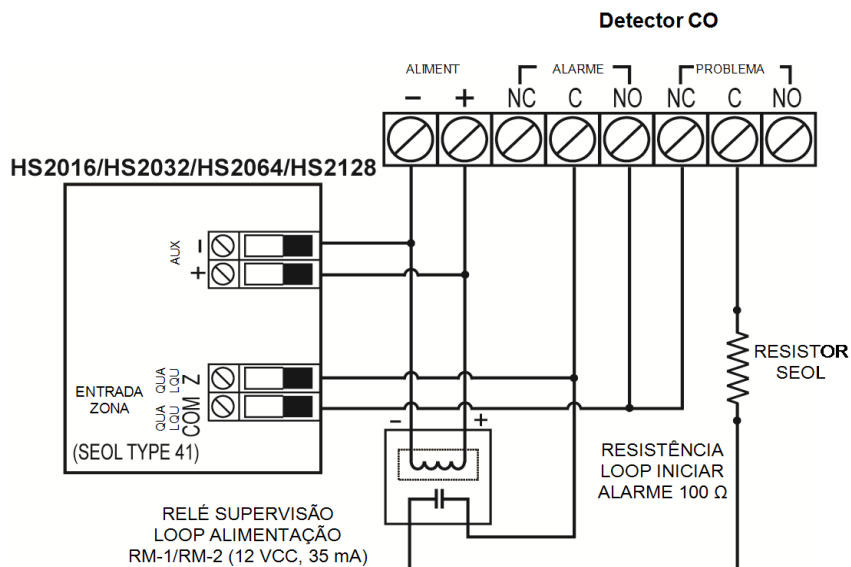 Detector CO
ALIMENT
ALARME
PROBLEMA
− + NC C NO NC C NO
HS2016/HS2032/HS2064/HS2128
AUX
−
+
ENTRADA
ZONA
QUA
LQU
Z
QUA
LQU
COM
(SEOL TYPE 41)
− +
RESISTOR
SEOL
RESISTÊNCIA
LOOP INICIAR
ALARME 100 Ω
RELÉ SUPERVISÃO
LOOP ALIMENTAÇÃO
RM-1/RM-2 (12 VCC, 35 mA)